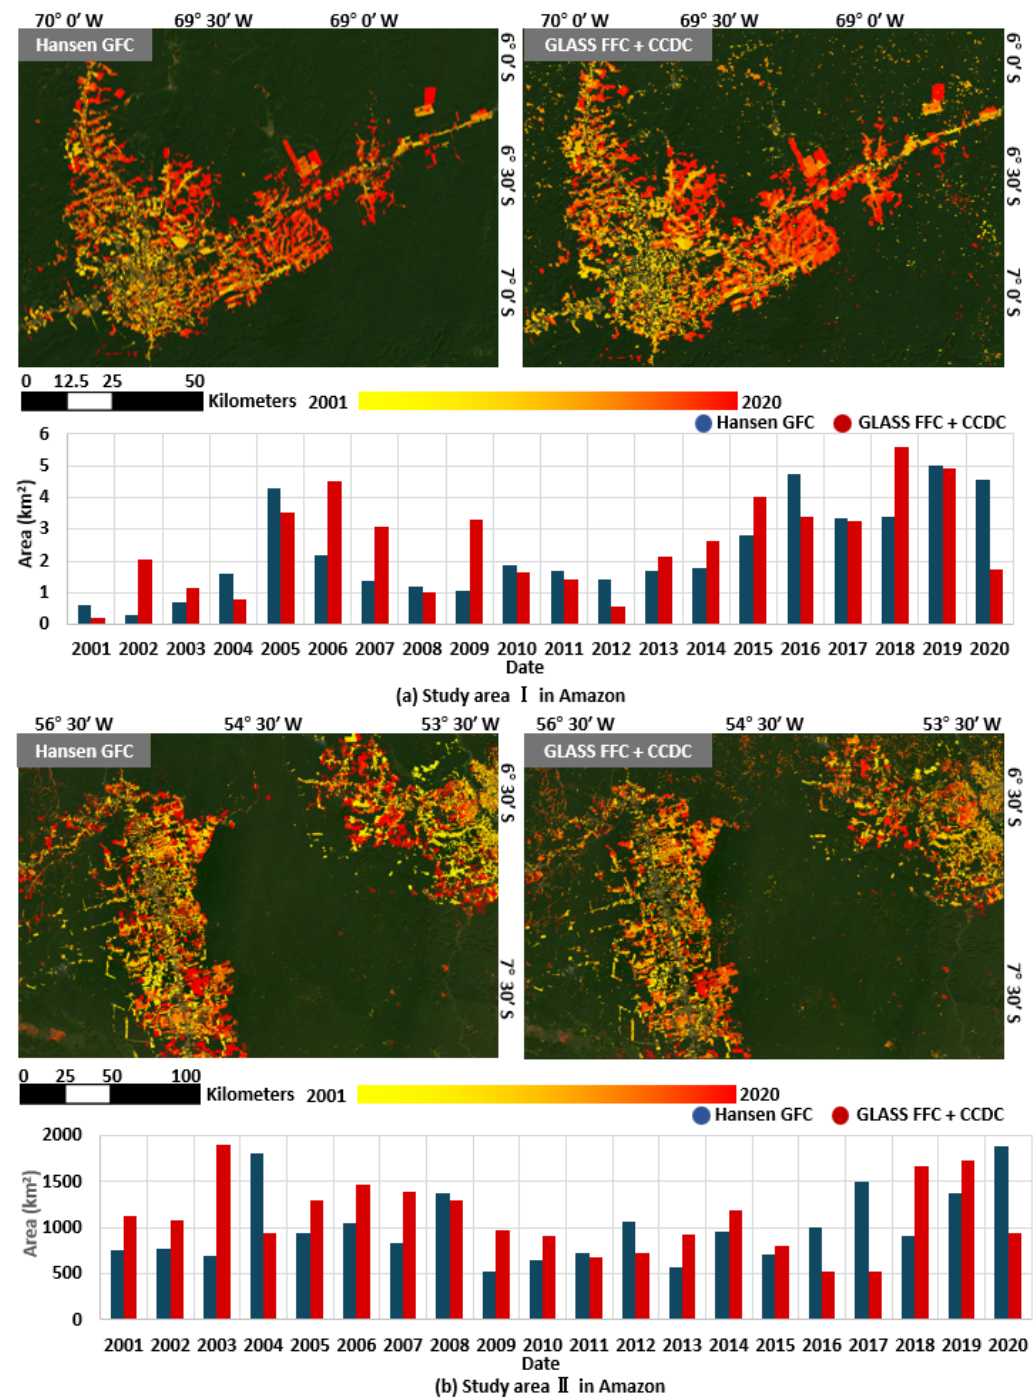 70° 0′ W 69° 30′ W 69° 0′ W 70° 0′ W 69° 30′ W 69° 0′ W
Hansen GFC
GLASS FFC + CCDC
6° 0′ S
6° 30′ S
7° 0′ S
6° 0′ S
6° 30′ S
7° 0′ S
0 12.5 25 50
Kilometers 2001 2020
Hansen GFC GLASS FFC + CCDC
Area (km²)
6
5
4
3
2
1
0
2001 2002 2003 2004 2005 2006 2007 2008 2009 2010 2011 2012 2013 2014 2015 2016 2017 2018 2019 2020
Date
(a) Study area Ⅰ in Amazon
56° 30′ W 54° 30′ W 53° 30′ W 56° 30′ W 54° 30′ W 53° 30′ W
Hansen GFC
GLASS FFC + CCDC
6° 30′ S
7° 30′ S
6° 30′ S
7° 30′ S
0 25 50 100
Kilometers 2001 2020
Hansen GFC GLASS FFC + CCDC
Area (km²)
2000
1500
1000
500
0
2001 2002 2003 2004 2005 2006 2007 2008 2009 2010 2011 2012 2013 2014 2015 2016 2017 2018 2019 2020
Date
(b) Study area Ⅱ in Amazon